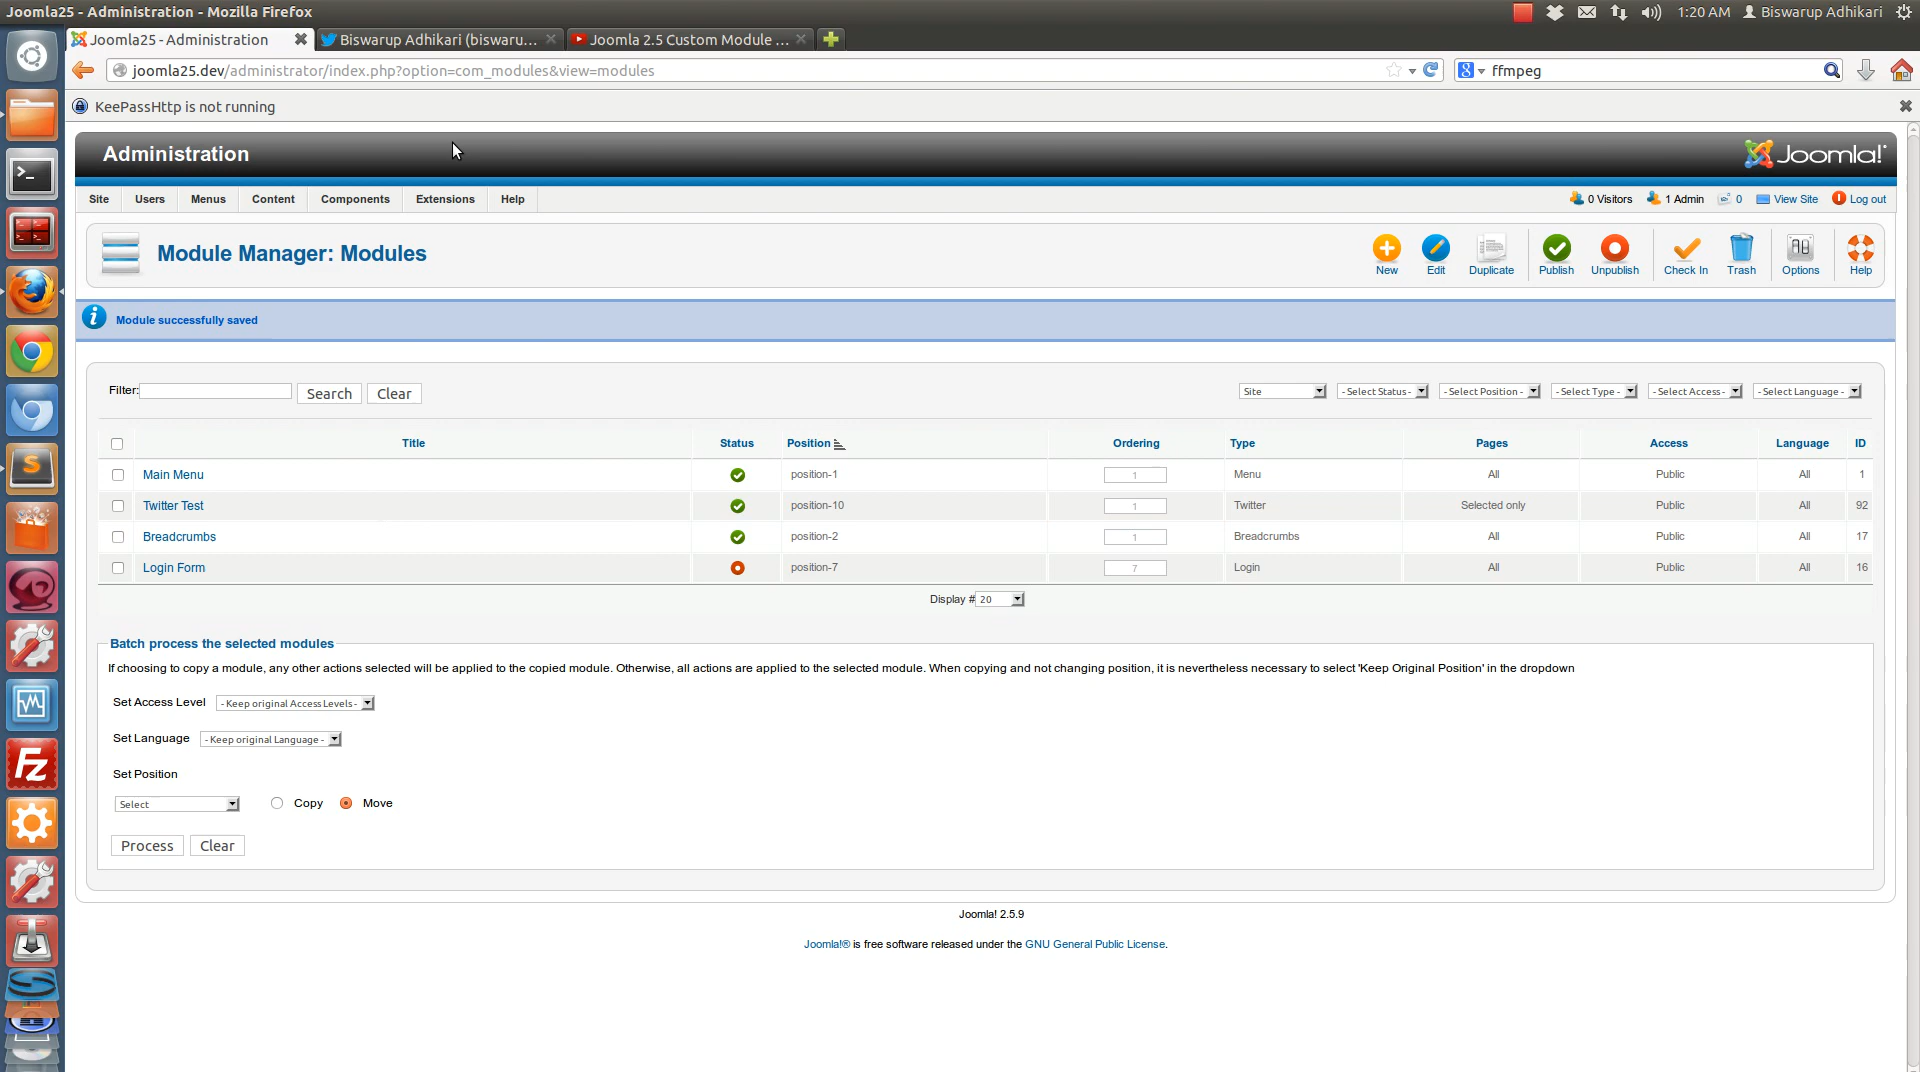 Joomla25 - Administration - Mozilla Firefox
1:20 AM Biswarup Adhikari
Joomla25 - Administration
Biswarup Adhikari (biswaru...
Joomla 2.5 Custom Module ...
joomla25.dev/administrator/index.php?option=com_modules&view=modules
8 ffmpeg
KeePassHttp is not running
Administration
Joomla!
Site Users Menus Content Components Extensions Help
0 Visitors 1 Admin 0 View Site Log out
Module Manager: Modules
New Edit Duplicate Publish Unpublish Check In Trash Options Help
Module successfully saved
Filter: Search Clear
Site - Select Status - - Select Position - - Select Type - - Select Access - - Select Language -
Title Status Position Ordering Type Pages Access Language ID
Main Menu position-1 1 Menu All Public All 1
Twitter Test position-10 1 Twitter Selected only Public All 92
Breadcrumbs position-2 1 Breadcrumbs All Public All 17
Login Form position-7 7 Login All Public All 16
Display # 20
Batch process the selected modules
If choosing to copy a module, any other actions selected will be applied to the copied module. Otherwise, all actions are applied to the selected module. When copying and not changing position, it is nevertheless necessary to select 'Keep Original Position' in the dropdown
Set Access Level - Keep original Access Levels -
Set Language - Keep original Language -
Set Position
Select Copy Move
Process Clear
Joomla! 2.5.9
Joomla!® is free software released under the GNU General Public License.
Fz
S